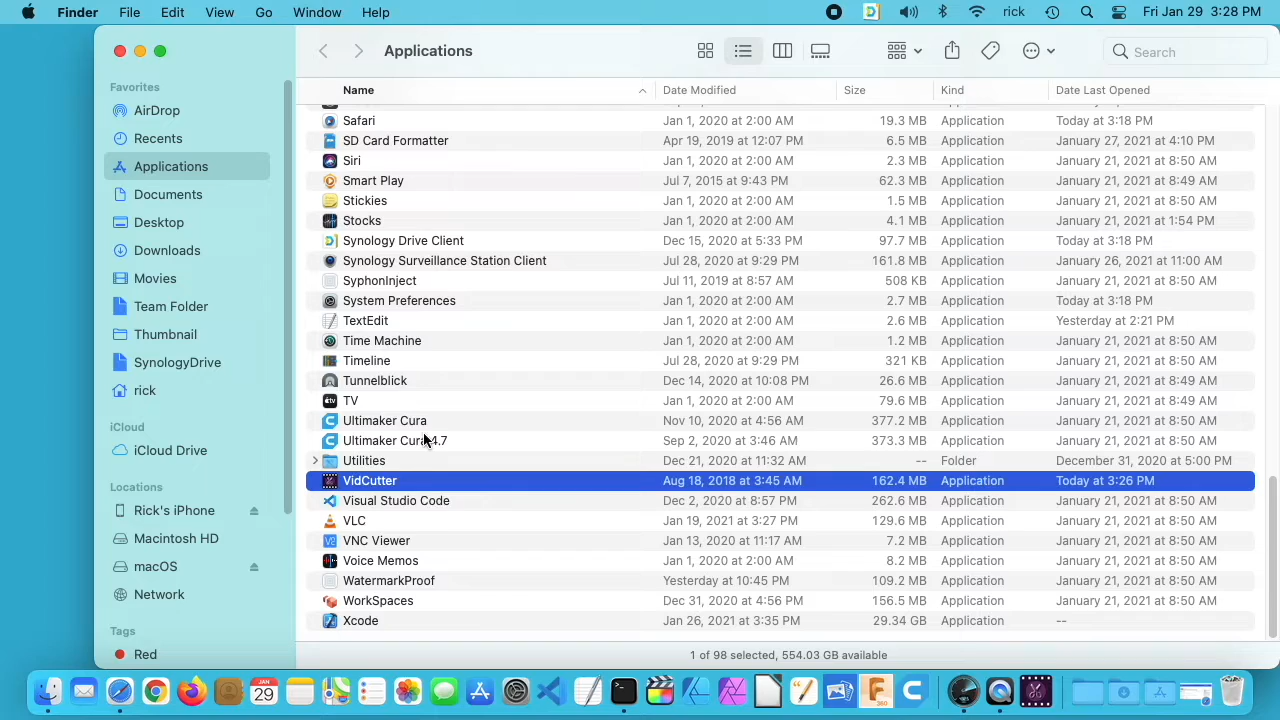 Finder File Edit View Go Window Help rick Fri Jan 29 3:28 PM
Applications Search
Favorites
AirDrop
Recents
Applications
Documents
Desktop
Downloads
Movies
Team Folder
Thumbnail
SynologyDrive
rick
iCloud
iCloud Drive
Locations
Rick's iPhone
Macintosh HD
macOS
Network
Tags
Red
Name Date Modified Size Kind Date Last Opened
Safari Jan 1, 2020 at 2:00 AM 19.3 MB Application Today at 3:18 PM
SD Card Formatter Apr 19, 2019 at 12:07 PM 6.5 MB Application January 27, 2021 at 4:10 PM
Siri Jan 1, 2020 at 2:00 AM 2.3 MB Application January 21, 2021 at 8:50 AM
Smart Play Jul 7, 2015 at 9:43 PM 62.3 MB Application January 21, 2021 at 8:49 AM
Stickies Jan 1, 2020 at 2:00 AM 1.5 MB Application January 21, 2021 at 8:50 AM
Stocks Jan 1, 2020 at 2:00 AM 4.1 MB Application January 21, 2021 at 1:54 PM
Synology Drive Client Dec 15, 2020 at 5:33 PM 97.7 MB Application Today at 3:18 PM
Synology Surveillance Station Client Jul 28, 2020 at 9:29 PM 161.8 MB Application January 26, 2021 at 11:00 AM
SyphonInject Jul 11, 2019 at 8:57 AM 508 KB Application January 21, 2021 at 8:50 AM
System Preferences Jan 1, 2020 at 2:00 AM 2.7 MB Application Today at 3:18 PM
TextEdit Jan 1, 2020 at 2:00 AM 2.6 MB Application Yesterday at 2:21 PM
Time Machine Jan 1, 2020 at 2:00 AM 1.2 MB Application January 21, 2021 at 8:50 AM
Timeline Jul 28, 2020 at 9:29 PM 321 KB Application January 21, 2021 at 8:50 AM
Tunnelblick Dec 14, 2020 at 10:08 PM 26.6 MB Application January 21, 2021 at 8:49 AM
TV Jan 1, 2020 at 2:00 AM 79.6 MB Application January 21, 2021 at 8:49 AM
Ultimaker Cura Nov 10, 2020 at 4:56 AM 377.2 MB Application January 21, 2021 at 8:50 AM
Ultimaker Cura 4.7 Sep 2, 2020 at 3:46 AM 373.3 MB Application January 21, 2021 at 8:50 AM
Utilities Dec 21, 2020 at 11:32 AM -- Folder December 31, 2020 at 5:00 PM
VidCutter Aug 18, 2018 at 3:45 AM 162.4 MB Application Today at 3:26 PM
Visual Studio Code Dec 2, 2020 at 8:57 PM 262.6 MB Application January 21, 2021 at 8:50 AM
VLC Jan 19, 2021 at 3:27 PM 129.6 MB Application January 21, 2021 at 8:50 AM
VNC Viewer Jan 13, 2020 at 11:17 AM 7.2 MB Application January 21, 2021 at 8:50 AM
Voice Memos Jan 1, 2020 at 2:00 AM 8.2 MB Application January 21, 2021 at 8:50 AM
WatermarkProof Yesterday at 10:45 PM 109.2 MB Application January 21, 2021 at 8:50 AM
WorkSpaces Dec 31, 2020 at 4:56 PM 156.5 MB Application January 21, 2021 at 8:50 AM
Xcode Jan 26, 2021 at 3:35 PM 29.34 GB Application --
1 of 98 selected, 554.03 GB available
JAN
29
360